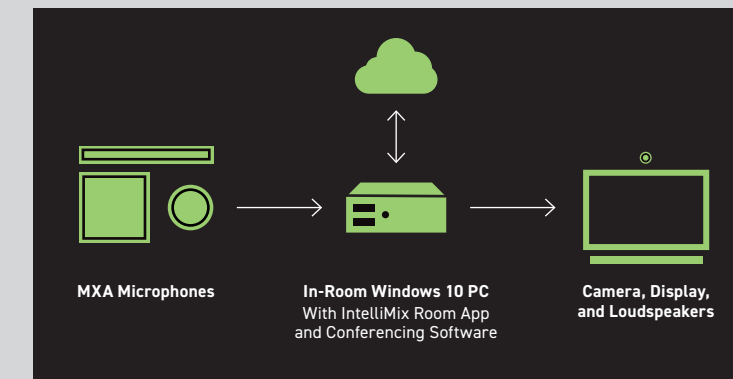 MXA Microphones
In-Room Windows 10 PC
With IntelliMix Room App
and Conferencing Software
Camera, Display,
and Loudspeakers